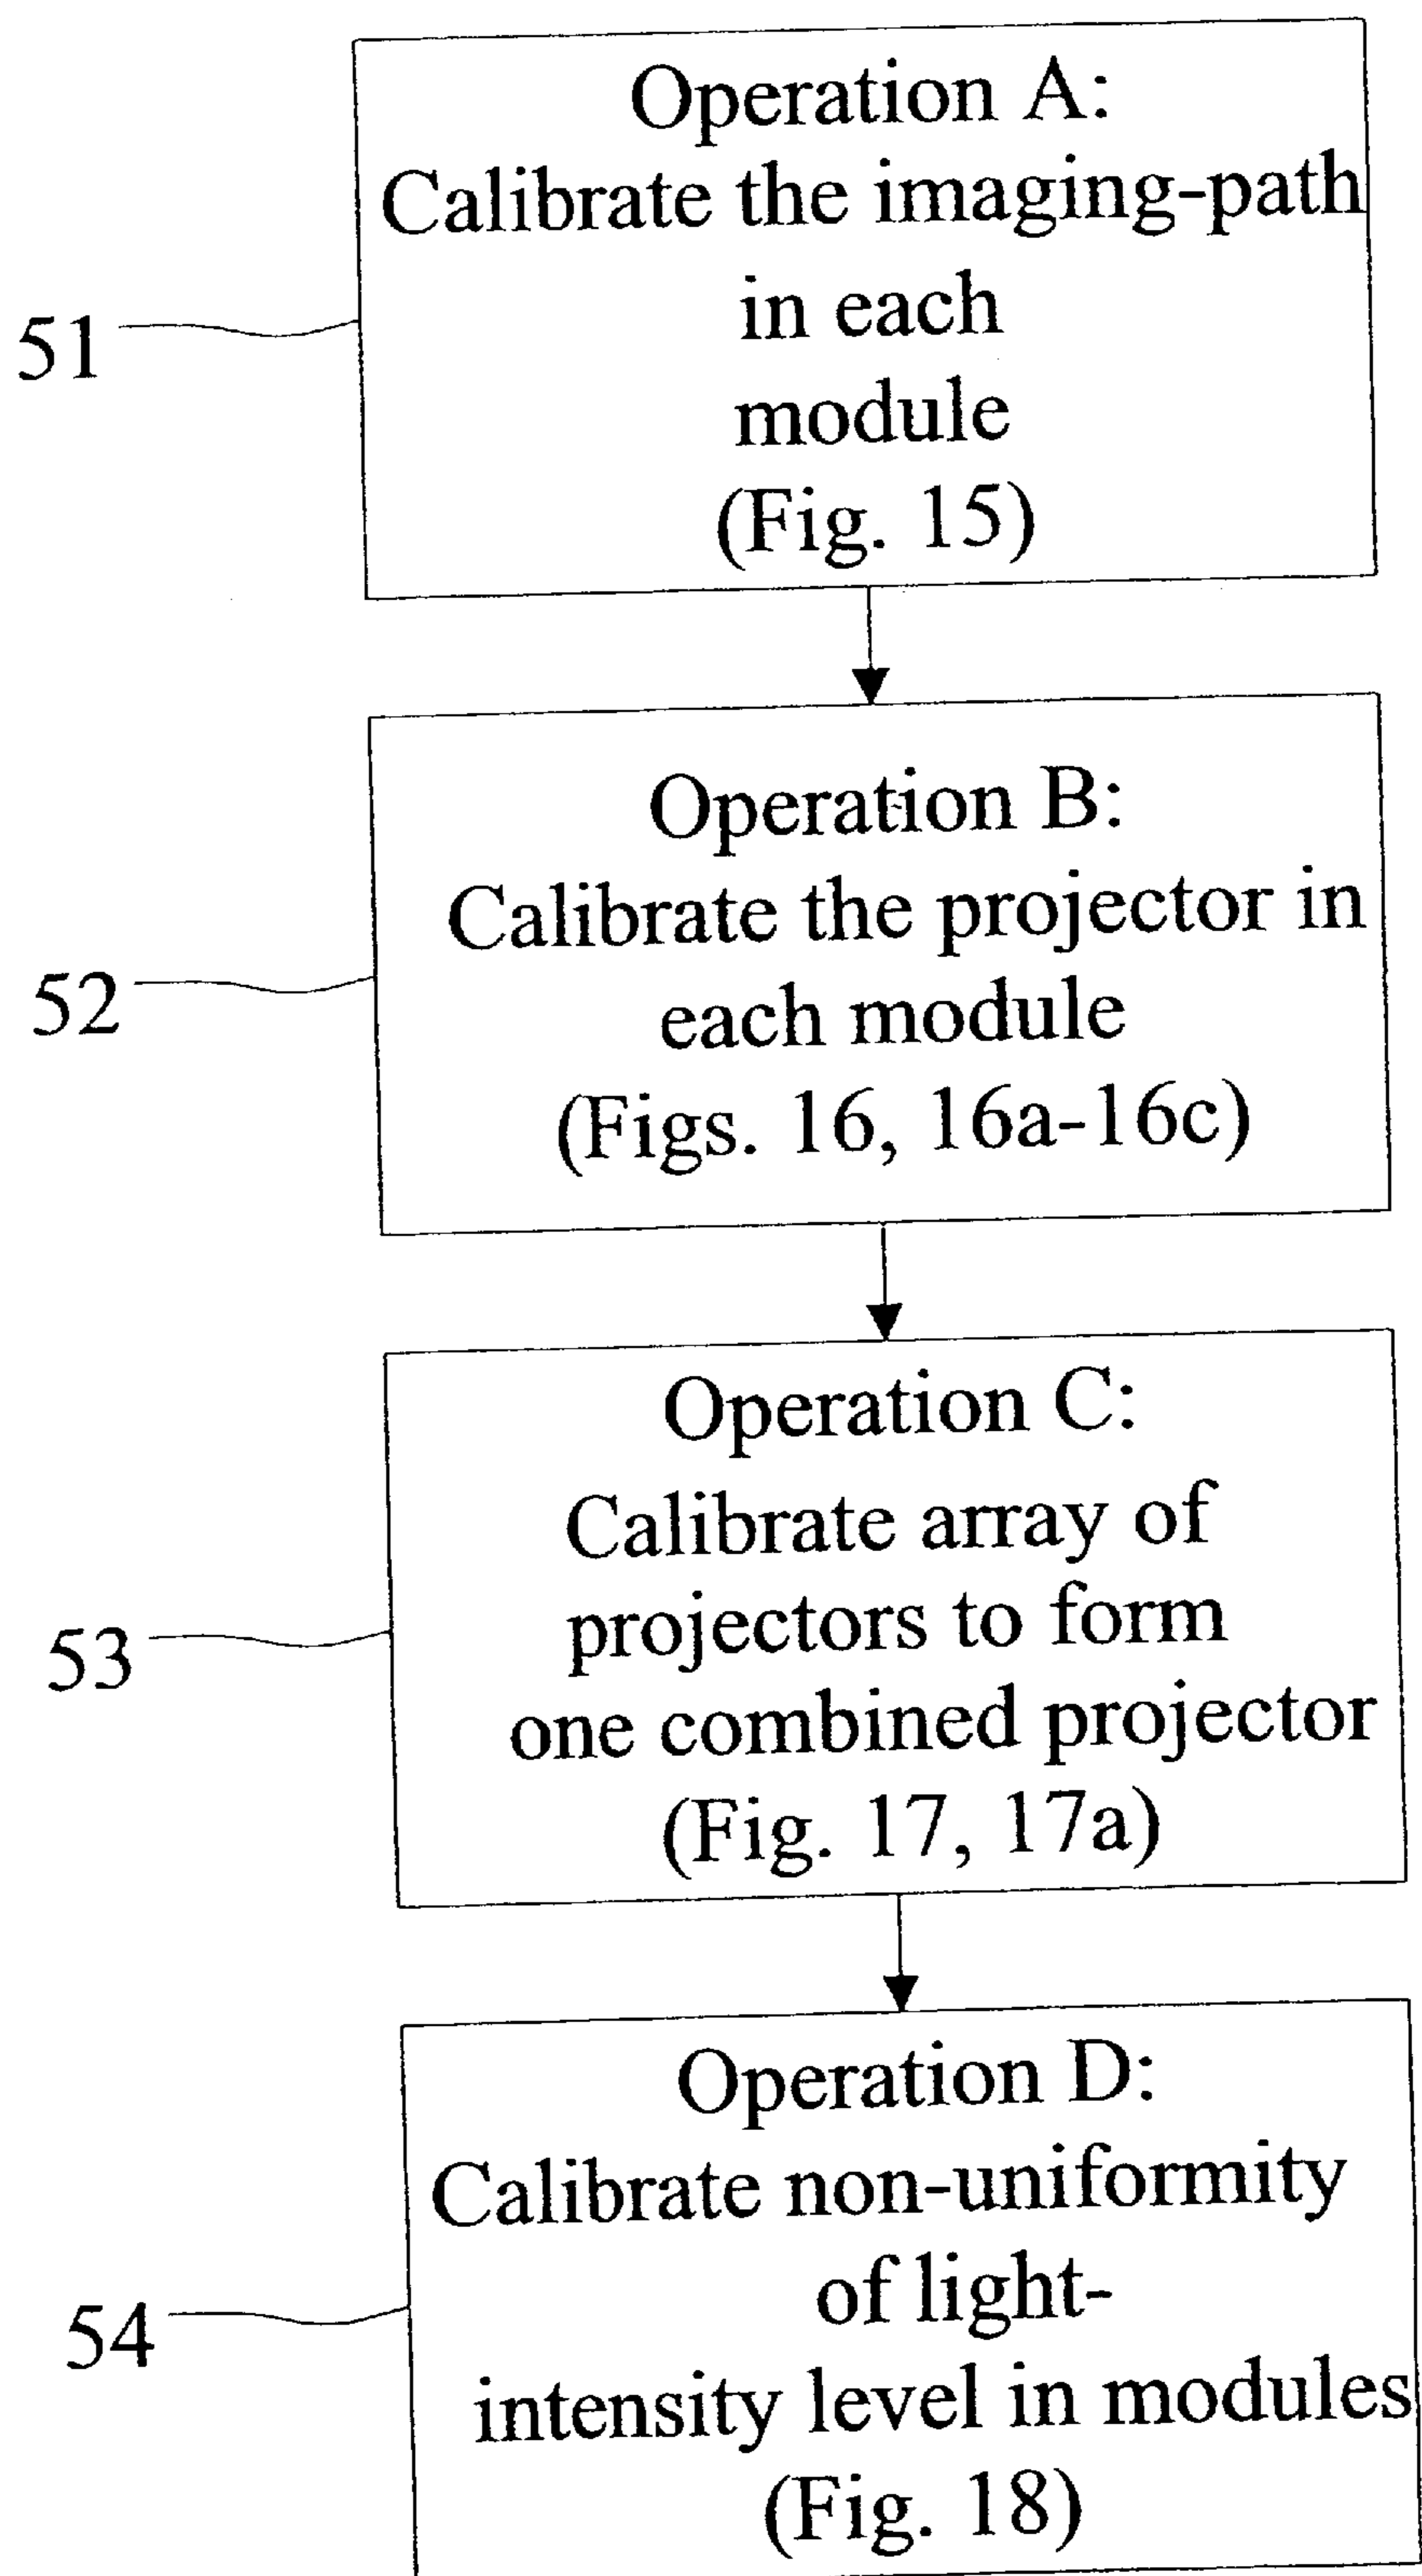 Operation A:
Calibrate the imaging-path
in each
module
(Fig. 15)
51
Operation B:
Calibrate the projector in
each module
(Figs. 16, 16a-16c)
52
Operation C:
Calibrate array of
projectors to form
one combined projector
(Fig. 17, 17a)
53
Operation D:
Calibrate non-uniformity
of light-
intensity level in modules
(Fig. 18)
54